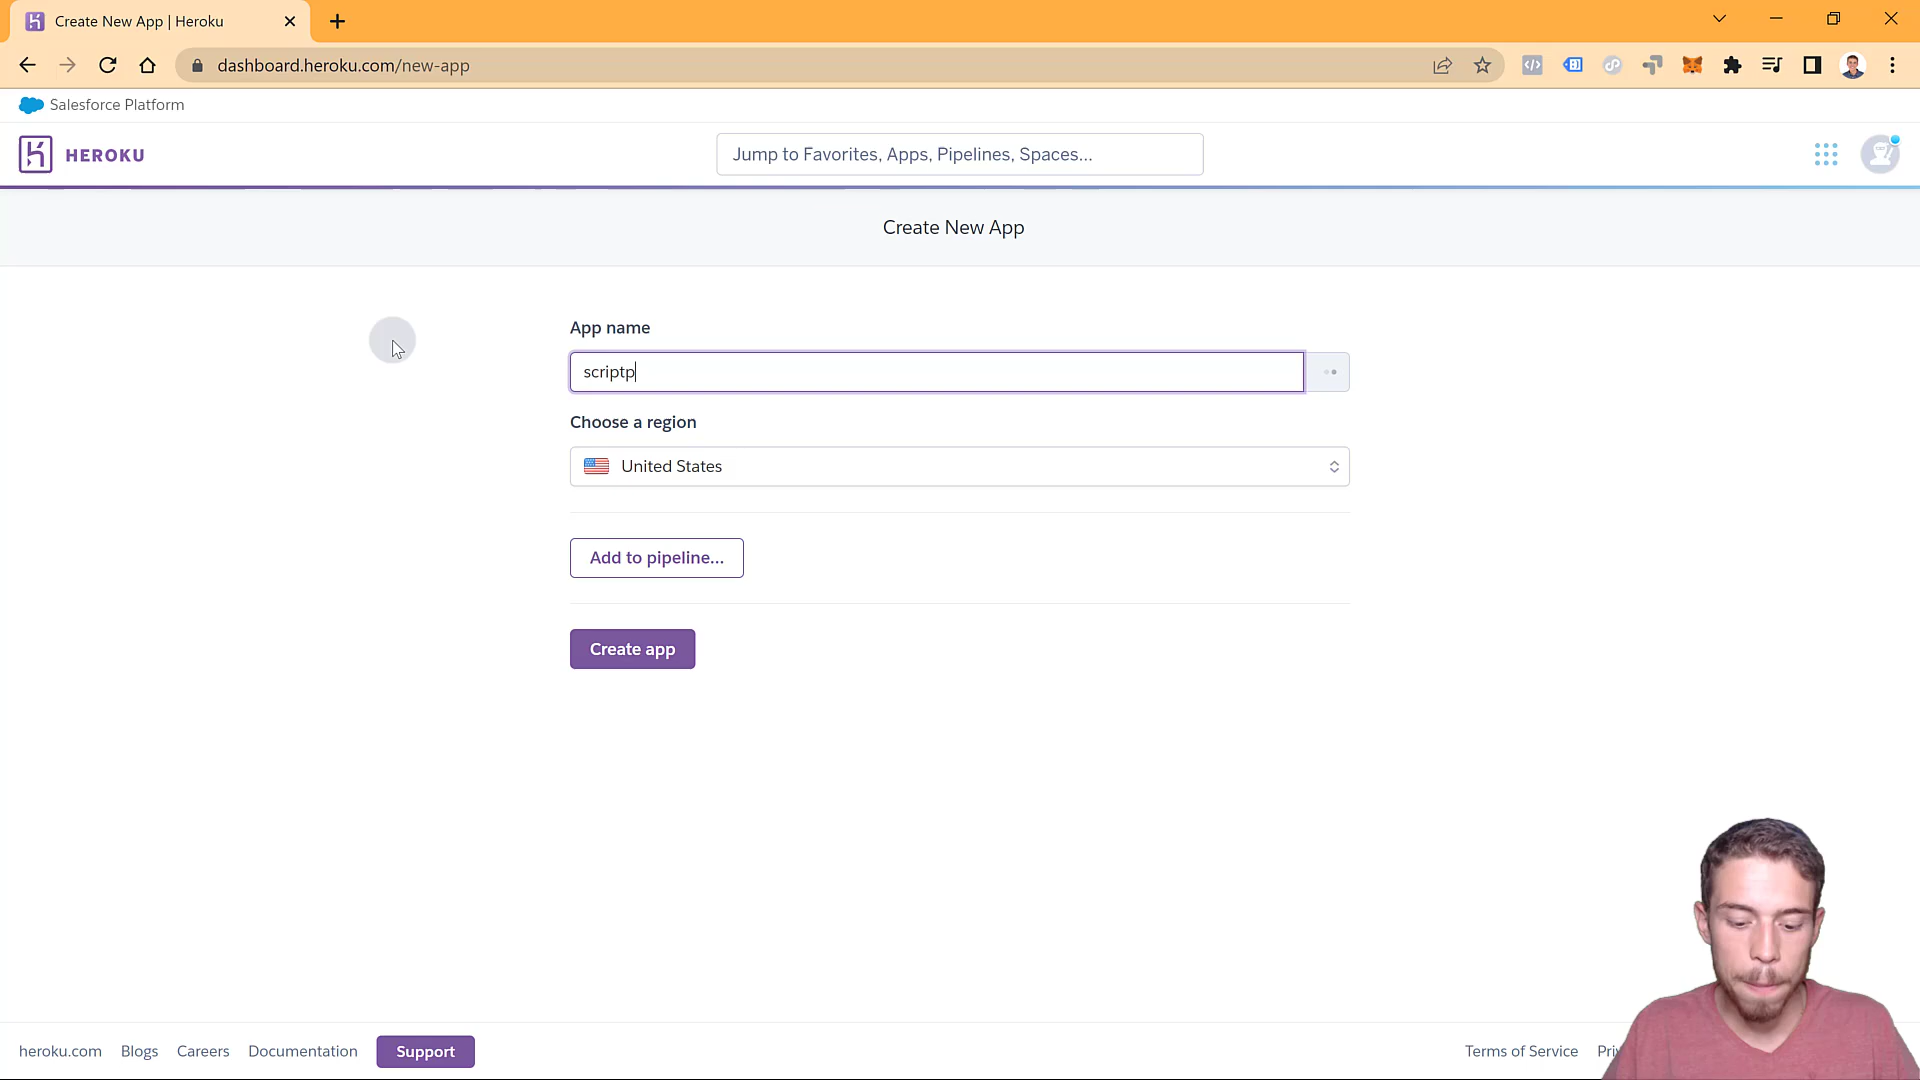 Create New App | Heroku
dashboard.heroku.com/new-app
Salesforce Platform
HEROKU
Jump to Favorites, Apps, Pipelines, Spaces...
Create New App
App name
scriptp
Choose a region
United States
Add to pipeline...
Create app
heroku.com Blogs Careers Documentation Support Terms of Service